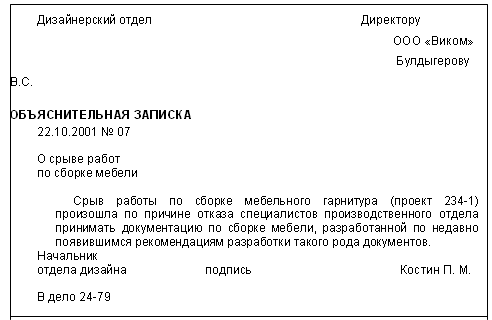 Дизайнерский отдел Директору
ООО «Виком»
Булдыгерову
В.С.
ОБЪЯСНИТЕЛЬНАЯ ЗАПИСКА
22.10.2001 № 07
О срыве работ
по сборке мебели
Срыв работы по сборке мебельного гарнитура (проект 234-1)
произошла по причине отказа специалистов производственного отдела
принимать документацию по сборке мебели, разработанной по недавно
появившимся рекомендациям разработки такого рода документов.
Начальник
отдела дизайна подпись Костин П. М.
В дело 24-79